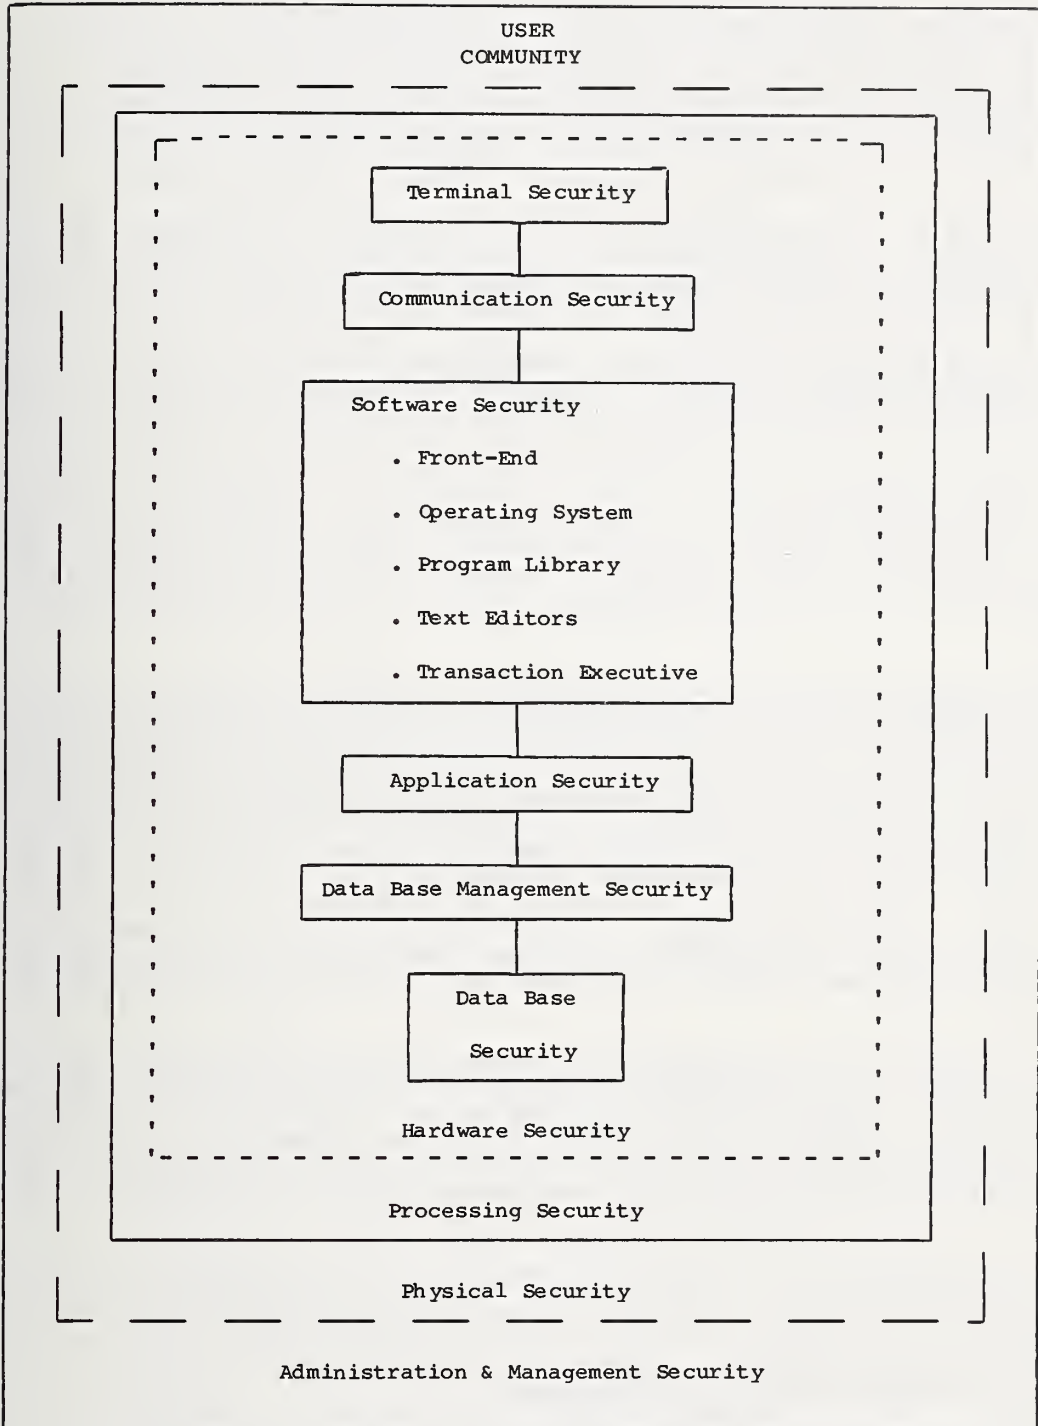 USER
COMMUNITY
Terminal Security
Communication Security
Software Security
. Front-End
. Operating System
. Program Library
. Text Editors
. Transaction Executive
Application Security
Data Base Management Security
Data Base
Security
Hardware Security
Processing Security
Physical Security
Administration & Management Security